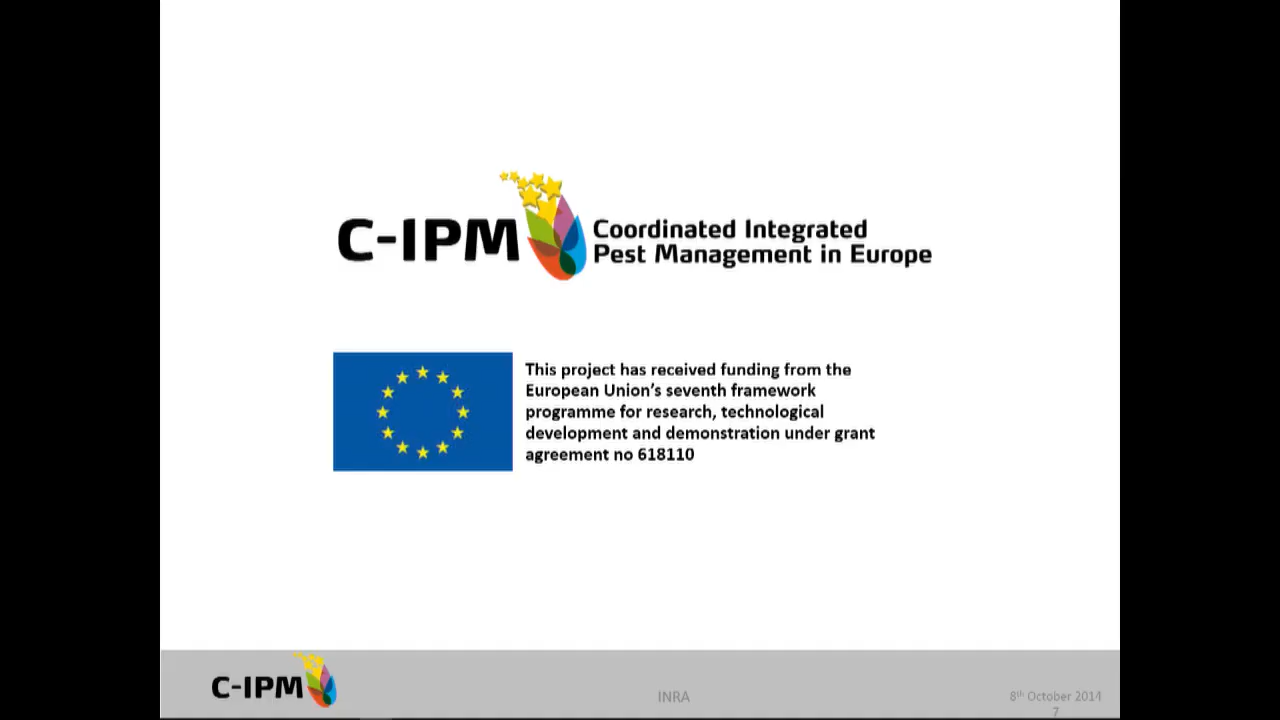 C-IPM
Coordinated Integrated
Pest Management in Europe
This project has received funding from the
European Union's seventh framework
programme for research, technological
development and demonstration under grant
agreement no 618110
C-IPM
INRA
8th October 2014
7